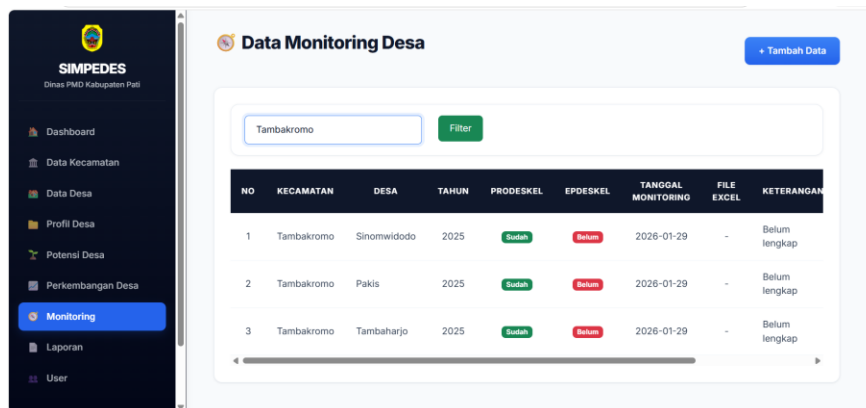 SIMPEDES
Dinas PMD Kabupaten Pati
Dashboard
Data Kecamatan
Data Desa
Profil Desa
Potensi Desa
Perkembangan Desa
Monitoring
Laporan
User
Data Monitoring Desa
+ Tambah Data
Tambakromo Filter
NO KECAMATAN DESA TAHUN PRODESKEL EPDESKEL TANGGAL MONITORING FILE EXCEL KETERANGAN
1 Tambakromo Sinomwidodo 2025 Sudah Belum 2026-01-29 - Belum lengkap
2 Tambakromo Pakis 2025 Sudah Belum 2026-01-29 - Belum lengkap
3 Tambakromo Tambaharjo 2025 Sudah Belum 2026-01-29 - Belum lengkap